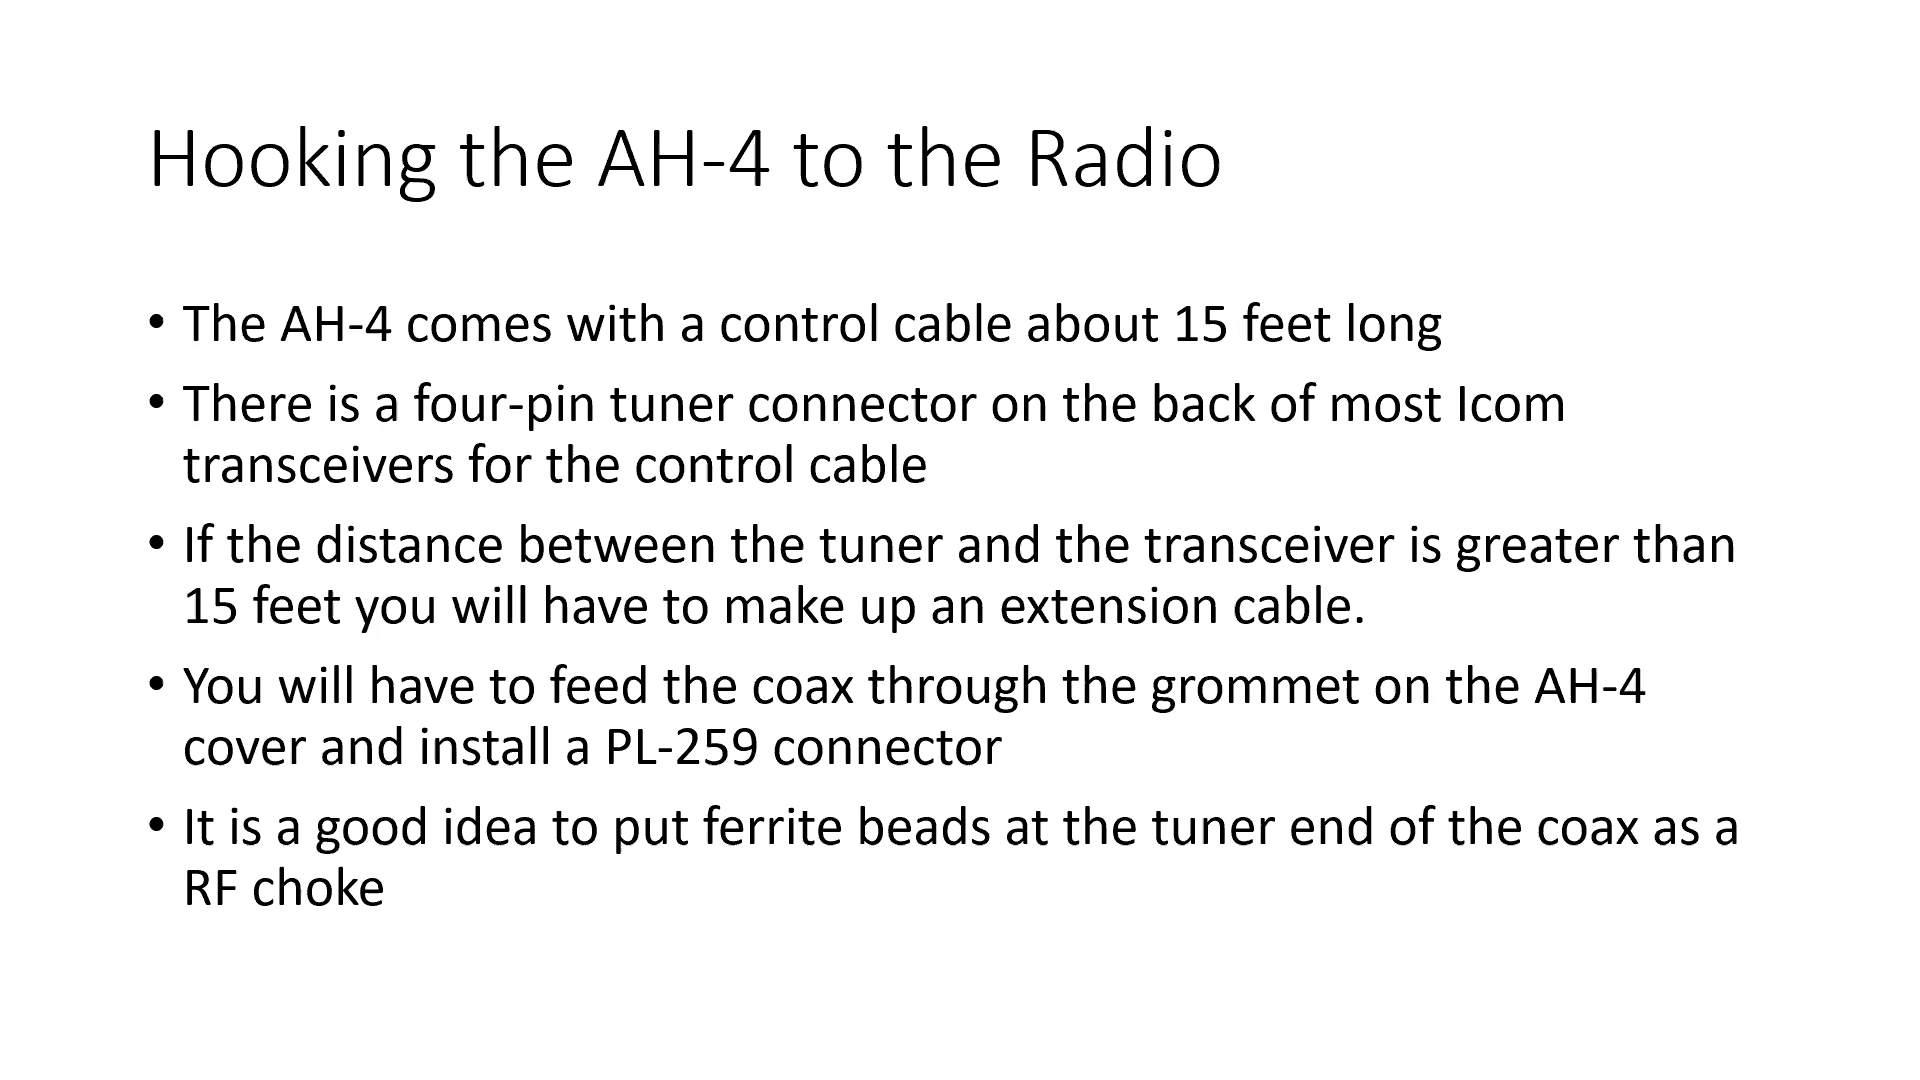 Hooking the AH-4 to the Radio
• The AH-4 comes with a control cable about 15 feet long
• There is a four-pin tuner connector on the back of most Icom
transceivers for the control cable
• If the distance between the tuner and the transceiver is greater than
15 feet you will have to make up an extension cable.
• You will have to feed the coax through the grommet on the AH-4
cover and install a PL-259 connector
• It is a good idea to put ferrite beads at the tuner end of the coax as a
RF choke